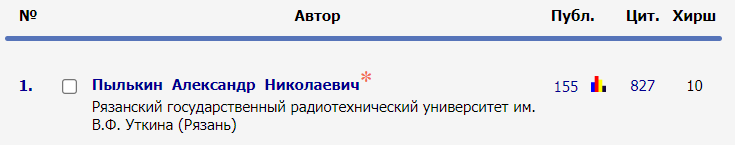 № Автор Публ. Цит. Хирш
1. Пылькин Александр Николаевич* 155 827 10
Рязанский государственный радиотехнический университет им.
В.Ф. Уткина (Рязань)